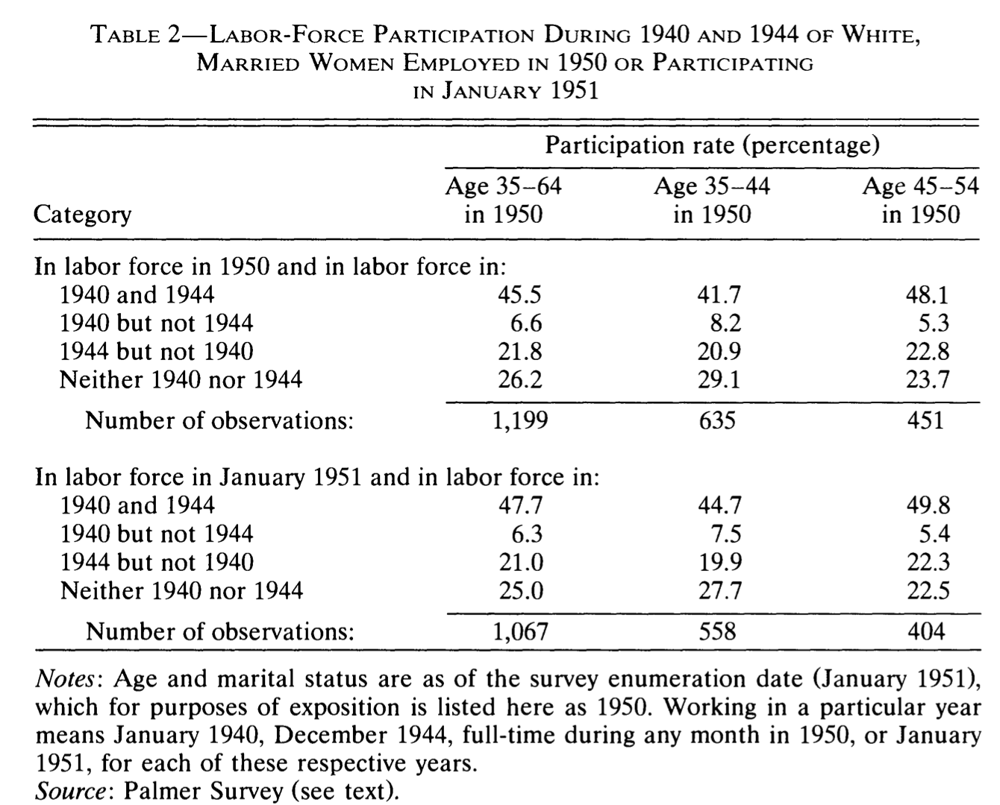 TABLE 2—LABOR-FORCE PARTICIPATION DURING 1940 AND 1944 OF WHITE,
MARRIED WOMEN EMPLOYED IN 1950 OR PARTICIPATING
IN JANUARY 1951
Participation rate (percentage)
Category Age 35–64 in 1950 Age 35–44 in 1950 Age 45–54 in 1950
In labor force in 1950 and in labor force in:
1940 and 1944 45.5 41.7 48.1
1940 but not 1944 6.6 8.2 5.3
1944 but not 1940 21.8 20.9 22.8
Neither 1940 nor 1944 26.2 29.1 23.7
Number of observations: 1,199 635 451
In labor force in January 1951 and in labor force in:
1940 and 1944 47.7 44.7 49.8
1940 but not 1944 6.3 7.5 5.4
1944 but not 1940 21.0 19.9 22.3
Neither 1940 nor 1944 25.0 27.7 22.5
Number of observations: 1,067 558 404
Notes: Age and marital status are as of the survey enumeration date (January 1951),
which for purposes of exposition is listed here as 1950. Working in a particular year
means January 1940, December 1944, full-time during any month in 1950, or January
1951, for each of these respective years.
Source: Palmer Survey (see text).